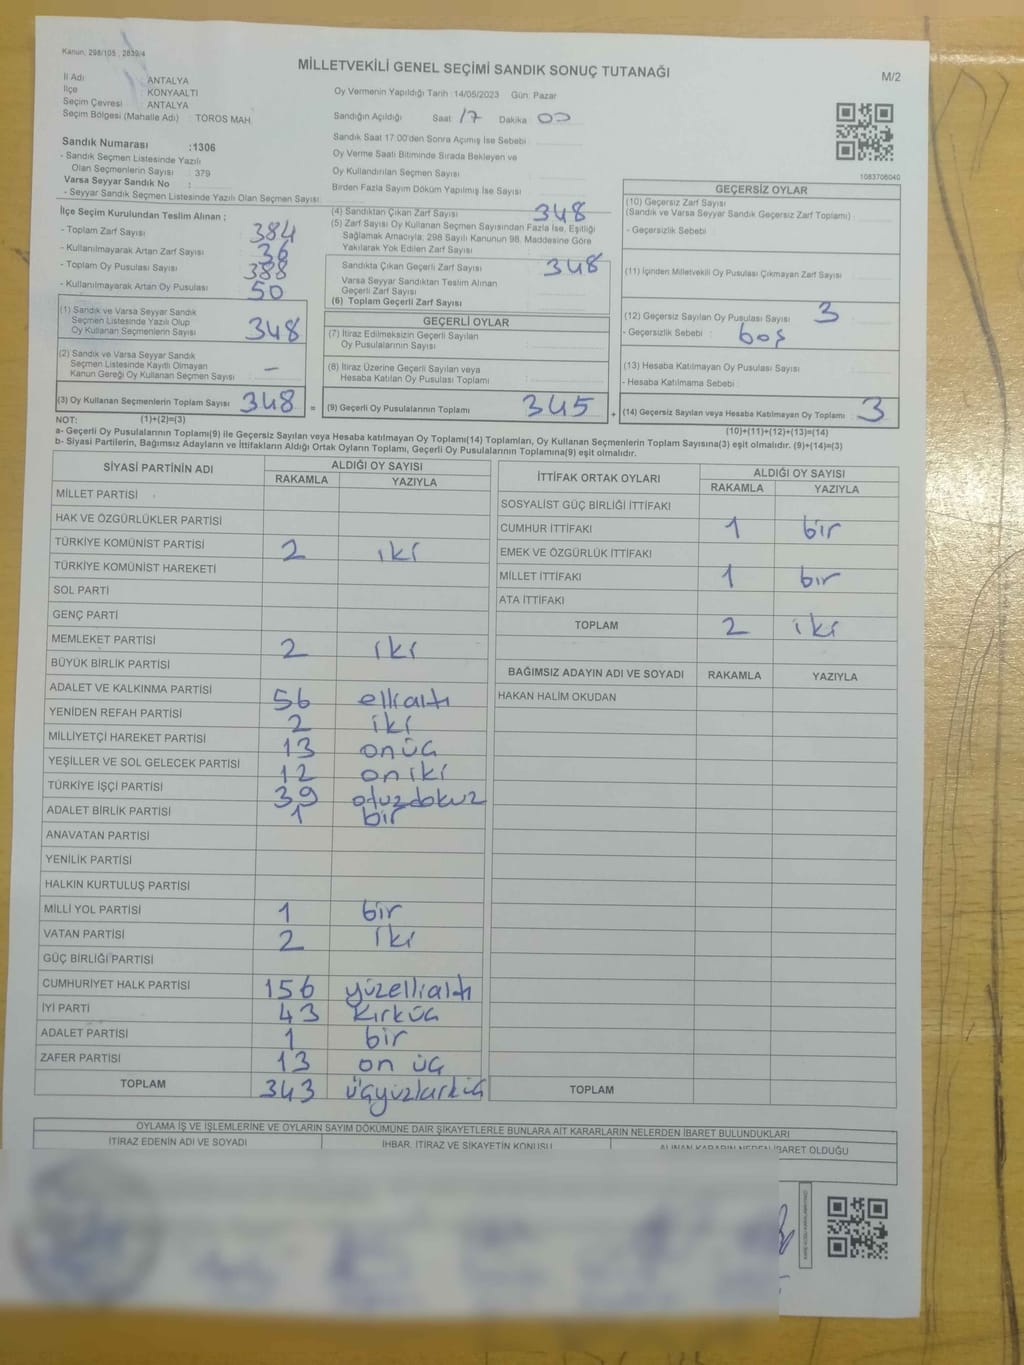 Kanun, 298/105 , 2839/4
MİLLETVEKİLİ GENEL SEÇİMİ SANDIK SONUÇ TUTANAĞI
M/2
İl Adı : ANTALYA
İlçe : KONYAALTI
Seçim Çevresi : ANTALYA
Seçim Bölgesi (Mahalle Adı) : TOROS MAH.
Oy Vermenin Yapıldığı Tarih :14/05/2023 Gün: Pazar
Sandığın Açıldığı Saat 17 Dakika 00
Sandık Saat 17:00'den Sonra Açımış İse Sebebi
Oy Verme Saati Bitiminde Sırada Bekleyen ve
Oy Kullandırılan Seçmen Sayısı
Birden Fazla Sayım Döküm Yapılmış İse Sayısı
1083706040
Sandık Numarası :1306
- Sandık Seçmen Listesinde Yazılı
Olan Seçmenlerin Sayısı : 379
Varsa Seyyar Sandık No :
- Seyyar Sandık Seçmen Listesinde Yazılı Olan Seçmen Sayısı
İlçe Seçim Kurulundan Teslim Alınan ;
- Toplam Zarf Sayısı 384
- Kullanılmayarak Artan Zarf Sayısı 36
- Toplam Oy Pusulası Sayısı 388
- Kullanılmayarak Artan Oy Pusulası 50
(1) Sandık ve Varsa Seyyar Sandık
Seçmen Listesinde Yazılı Olup
Oy Kullanan Seçmenlerin Sayısı 348
(2) Sandık ve Varsa Seyyar Sandık
Seçmen Listesinde Kayıtlı Olmayan
Kanun Gereği Oy Kullanan Seçmen Sayısı -
(3) Oy Kullanan Seçmenlerin Toplam Sayısı 348 =
(1)+(2)=(3)
(4) Sandıktan Çıkan Zarf Sayısı 348
(5) Zarf Sayısı Oy Kullanan Seçmen Sayısından Fazla İse, Eşitliği
Sağlamak Amacıyla; 298 Sayılı Kanunun 98. Maddesine Göre
Yakılarak Yok Edilen Zarf Sayısı
Sandıkta Çıkan Geçerli Zarf Sayısı 348
Varsa Seyyar Sandıktan Teslim Alınan
Geçerli Zarf Sayısı
(6) Toplam Geçerli Zarf Sayısı
GEÇERLİ OYLAR
(7) İtiraz Edilmeksizin Geçerli Sayılan
Oy Pusulalarının Sayısı
(8) İtiraz Üzerine Geçerli Sayılan veya
Hesaba Katılan Oy Pusulası Toplamı
(9) Geçerli Oy Pusulalarının Toplamı 345 +
GEÇERSİZ OYLAR
(10) Geçersiz Zarf Sayısı
(Sandık ve Varsa Seyyar Sandık Geçersiz Zarf Toplamı)
- Geçersizlik Sebebi :
(11) İçinden Milletvekili Oy Pusulası Çıkmayan Zarf Sayısı
(12) Geçersiz Sayılan Oy Pusulası Sayısı 3
- Geçersizlik Sebebi : boş
(13) Hesaba Katılmayan Oy Pusulası Sayısı
- Hesaba Katılmama Sebebi :
(14) Geçersiz Sayılan veya Hesaba Katılmayan Oy Toplamı 3
(10)+(11)+(12)+(13)=(14)
NOT:
a- Geçerli Oy Pusulaları Toplamı(9) ile Geçersiz Sayılan veya Hesaba katılmayan Oy Toplamı(14) Toplamları, Oy Kullanan Seçmenlerin Toplam Sayısına(3) eşit olmalıdır. (9)+(14)=(3)
b- Siyasi Partilerin, Bağımsız Adayların ve İttifakların Aldığı Ortak Oyların Toplamı, Geçerli Oy Pusulalarının Toplamına(9) eşit olmalıdır.
SİYASİ PARTİNİN ADI ALDIĞI OY SAYISI
RAKAMLA YAZIYLA
MİLLET PARTİSİ
HAK VE ÖZGÜRLÜKLER PARTİSİ
TÜRKİYE KOMÜNİST PARTİSİ 2 iki
TÜRKİYE KOMÜNİST HAREKETİ
SOL PARTİ
GENÇ PARTİ
MEMLEKET PARTİSİ 2 iki
BÜYÜK BİRLİK PARTİSİ
ADALET VE KALKINMA PARTİSİ 56 ellialtı
YENİDEN REFAH PARTİSİ 2 iki
MİLLİYETÇİ HAREKET PARTİSİ 13 onüç
YEŞİLLER VE SOL GELECEK PARTİSİ 12 oniki
TÜRKİYE İŞÇİ PARTİSİ 39 otuzdokuz
ADALET BİRLİK PARTİSİ 1 bir
ANAVATAN PARTİSİ
YENİLİK PARTİSİ
HALKIN KURTULUŞ PARTİSİ
MİLLİ YOL PARTİSİ 1 bir
VATAN PARTİSİ 2 iki
GÜÇ BİRLİĞİ PARTİSİ
CUMHURİYET HALK PARTİSİ 156 yüzellialtı
İYİ PARTİ 43 kırküç
ADALET PARTİSİ 1 bir
ZAFER PARTİSİ 13 on üç
TOPLAM 343 üçyüzkırküç
İTTİFAK ORTAK OYLARI ALDIĞI OY SAYISI
RAKAMLA YAZIYLA
SOSYALİST GÜÇ BİRLİĞİ İTTİFAKI
CUMHUR İTTİFAKI 1 bir
EMEK VE ÖZGÜRLÜK İTTİFAKI
MİLLET İTTİFAKI 1 bir
ATA İTTİFAKI
TOPLAM 2 iki
BAĞIMSIZ ADAYIN ADI VE SOYADI RAKAMLA YAZIYLA
HAKAN HALİM OKUDAN
TOPLAM
OYLAMA İŞ VE İŞLEMLERİNE VE OYLARIN SAYIM DÖKÜMÜNE DAİR ŞİKAYETLERLE BUNLARA AİT KARARLARIN NELERDEN İBARET BULUNDUKLARI
İTİRAZ EDENİN ADI VE SOYADI
İHBAR, İTİRAZ VE ŞİKAYETİN KONUSU
ALINAN KARARIN NEDEN İBARET OLDUĞU